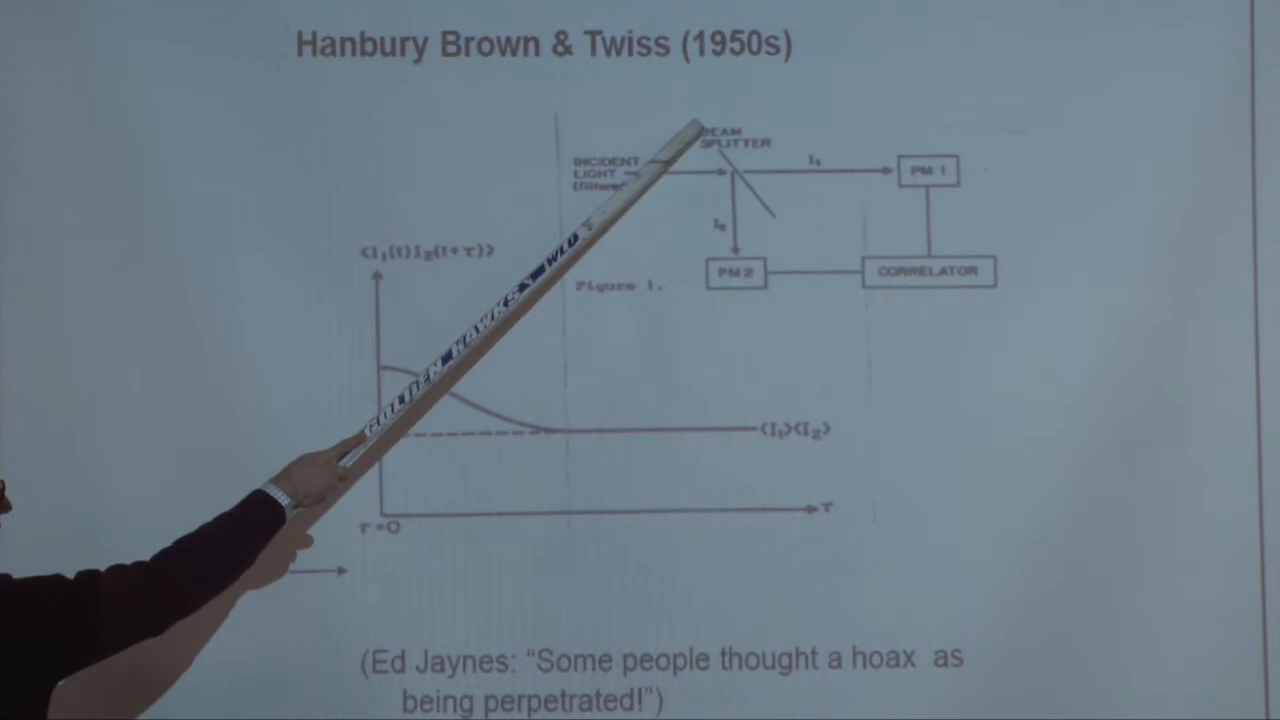 Hanbury Brown & Twiss (1950s)
BEAM
SPLITTER
INCIDENT
LIGHT
(filtered
I₁
PM 1
I₂
PM 2
CORRELATOR
Figure 1.
<I₁(t)I₂(t+τ)>
GOLDEN HAWKS WLU
<I₁><I₂>
τ
τ=0
(Ed Jaynes: “Some people thought a hoax as
being perpetrated!”)